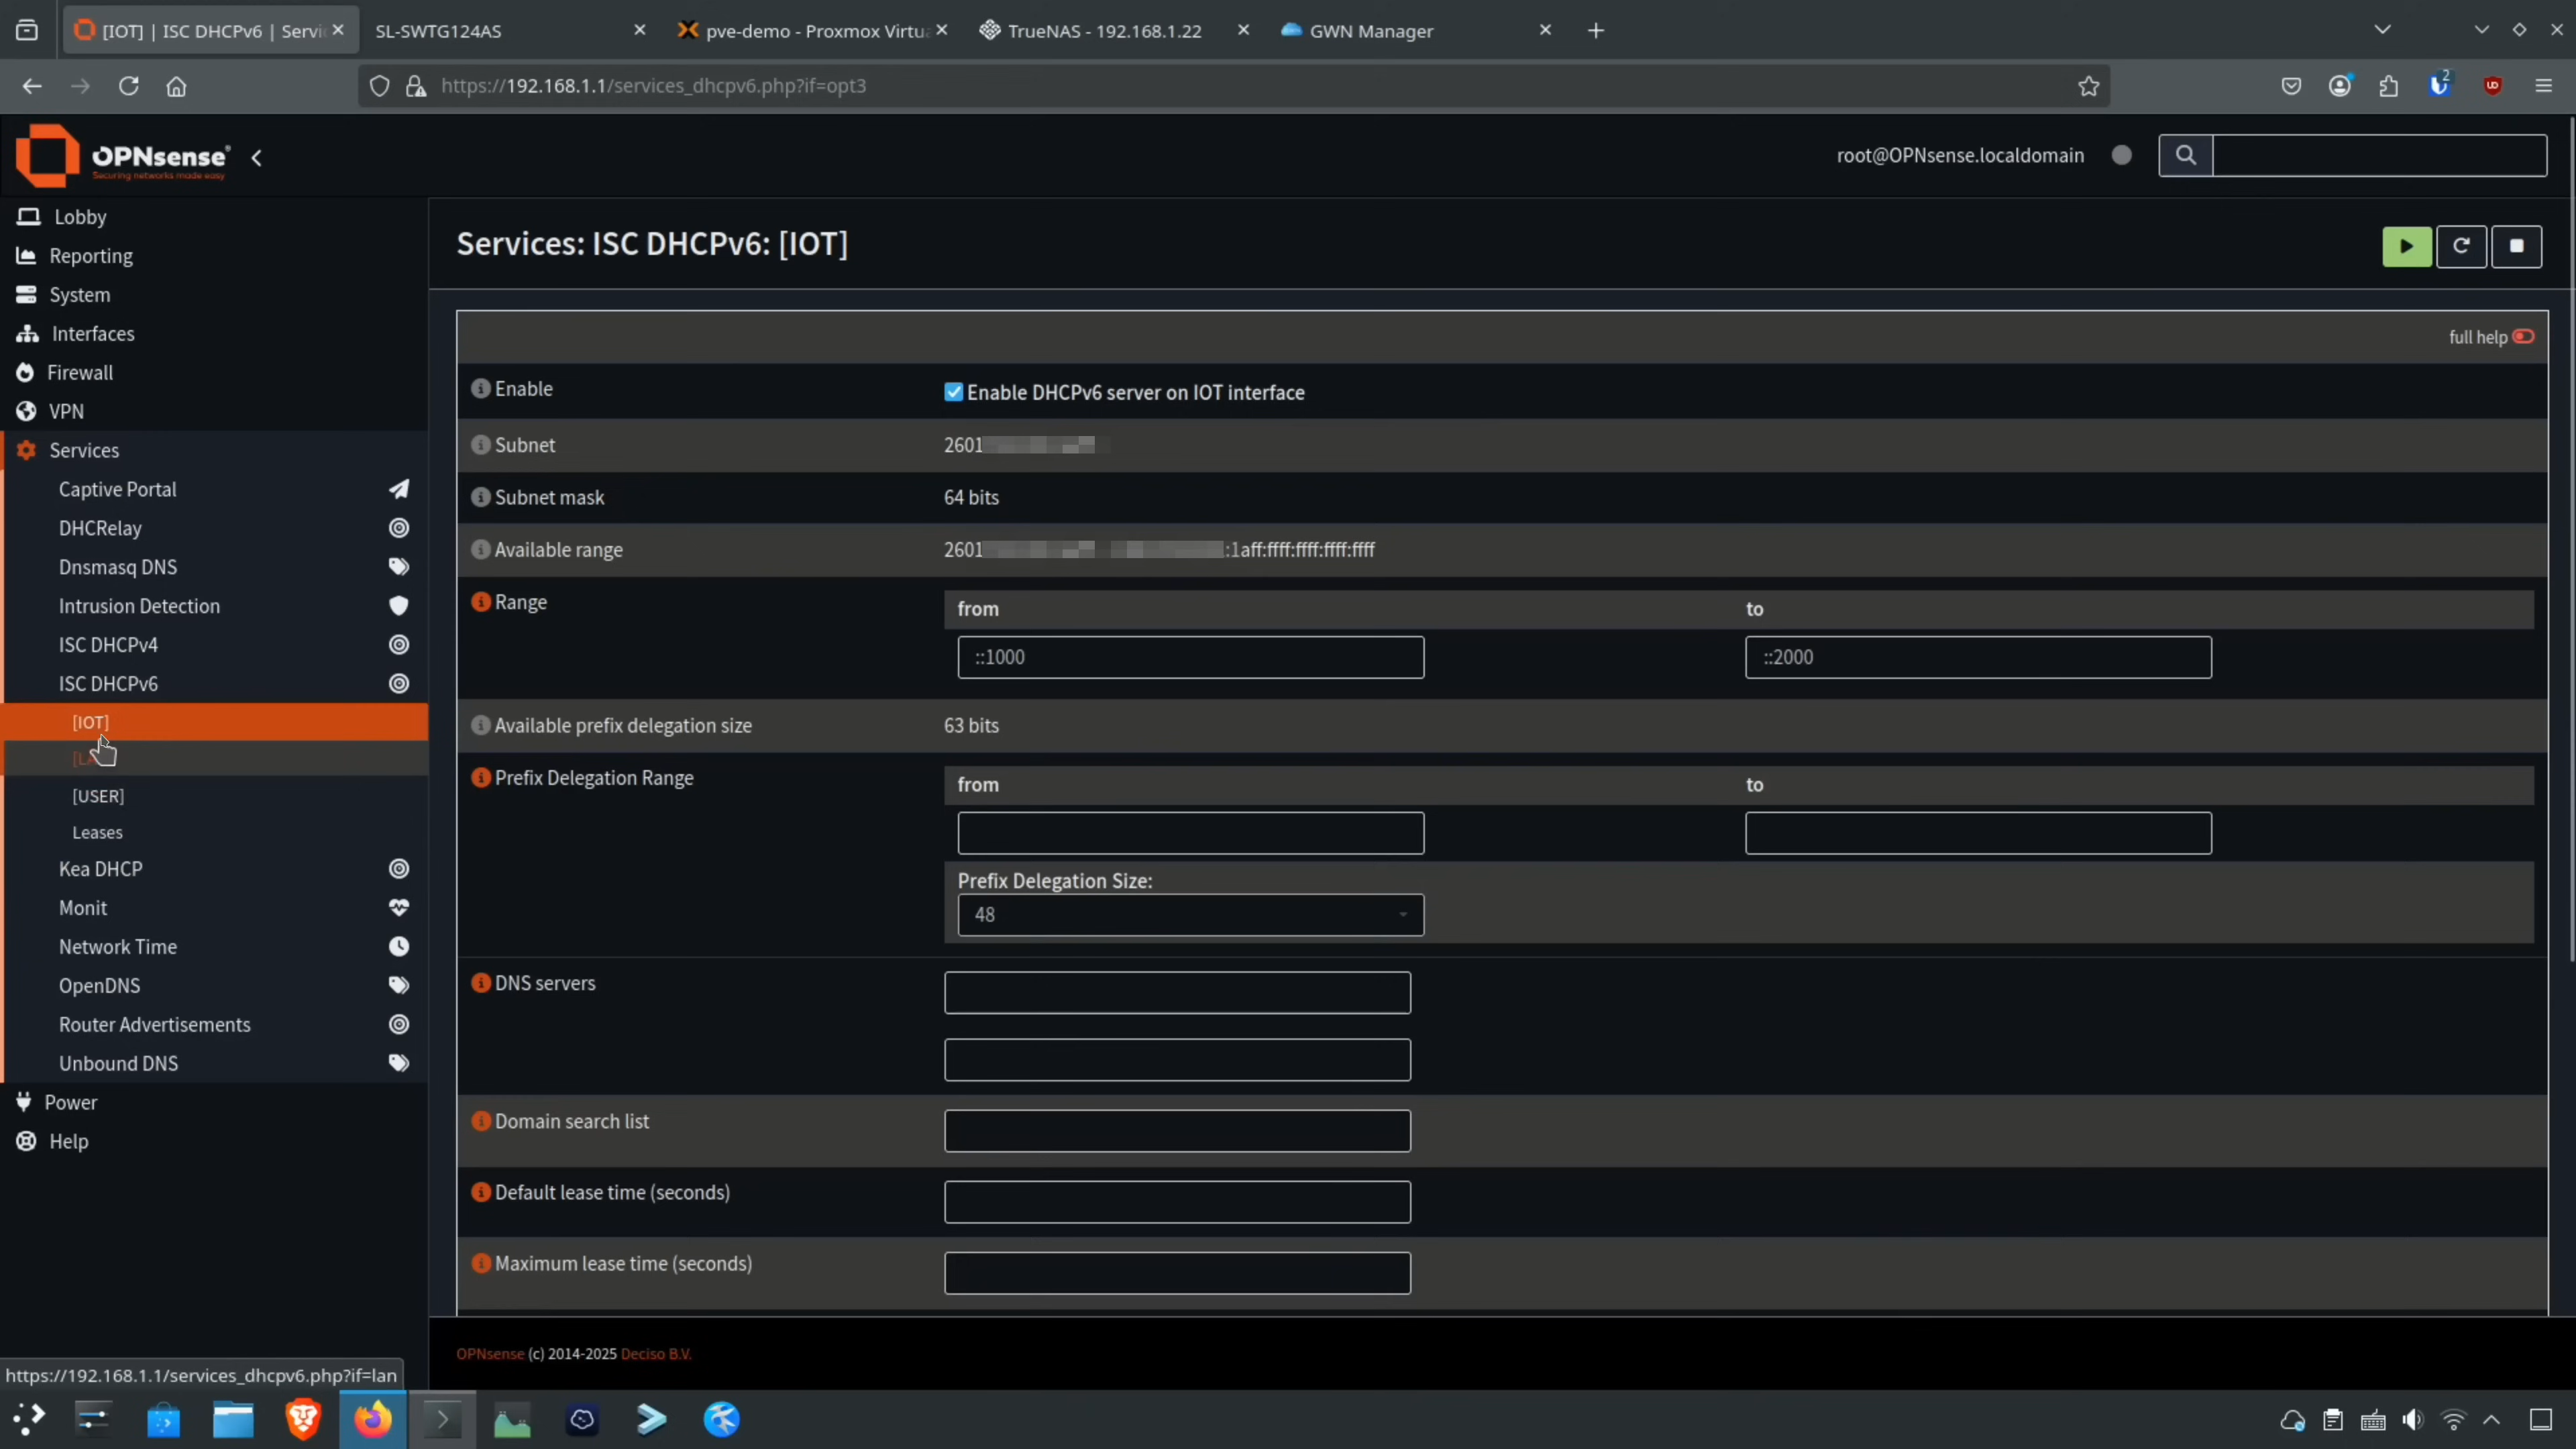 [IOT] | ISC DHCPv6 | Servi
SL-SWTG124AS
pve-demo - Proxmox Virtua
TrueNAS - 192.168.1.22
GWN Manager
https://192.168.1.1/services_dhcpv6.php?if=opt3
2
OPNsense
Securing networks made easy
root@OPNsense.localdomain
Lobby
Reporting
System
Interfaces
Firewall
VPN
Services
Captive Portal
DHCRelay
Dnsmasq DNS
Intrusion Detection
ISC DHCPv4
ISC DHCPv6
[IOT]
[USER]
Leases
Kea DHCP
Monit
Network Time
OpenDNS
Router Advertisements
Unbound DNS
Power
Help
Services: ISC DHCPv6: [IOT]
full help
Enable
Enable DHCPv6 server on IOT interface
Subnet
2601
Subnet mask
64 bits
Available range
2601 :1aff:ffff:ffff:ffff:ffff
Range
from to
::1000 ::2000
Available prefix delegation size
63 bits
Prefix Delegation Range
from to
Prefix Delegation Size:
48
DNS servers
Domain search list
Default lease time (seconds)
Maximum lease time (seconds)
OPNsense (c) 2014-2025 Deciso B.V.
https://192.168.1.1/services_dhcpv6.php?if=lan